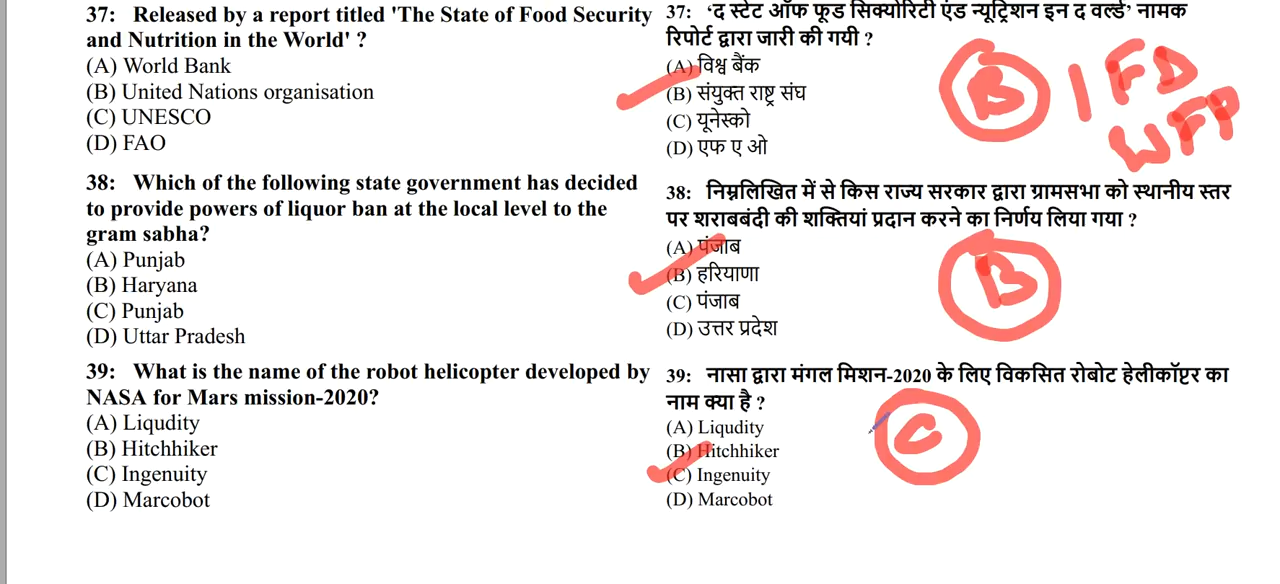 37: Released by a report titled 'The State of Food Security
and Nutrition in the World' ?
(A) World Bank
(B) United Nations organisation
(C) UNESCO
(D) FAO
38: Which of the following state government has decided
to provide powers of liquor ban at the local level to the
gram sabha?
(A) Punjab
(B) Haryana
(C) Punjab
(D) Uttar Pradesh
39: What is the name of the robot helicopter developed by
NASA for Mars mission-2020?
(A) Liqudity
(B) Hitchhiker
(C) Ingenuity
(D) Marcobot
37: ‘द स्टेट ऑफ फूड सिक्योरिटी एंड न्यूट्रिशन इन द वर्ल्ड’ नामक
रिपोर्ट द्वारा जारी की गयी ?
(A) विश्व बैंक
(B) संयुक्त राष्ट्र संघ
(C) यूनेस्को
(D) एफ ए ओ
B
IFD
WFP
38: निम्नलिखित में से किस राज्य सरकार द्वारा ग्रामसभा को स्थानीय स्तर
पर शराबबंदी की शक्तियां प्रदान करने का निर्णय लिया गया ?
(A) पंजाब
(B) हरियाणा
(C) पंजाब
(D) उत्तर प्रदेश
B
39: नासा द्वारा मंगल मिशन-2020 के लिए विकसित रोबोट हेलीकॉप्टर का
नाम क्या है ?
(A) Liqudity
(B) Hitchhiker
(C) Ingenuity
(D) Marcobot
C